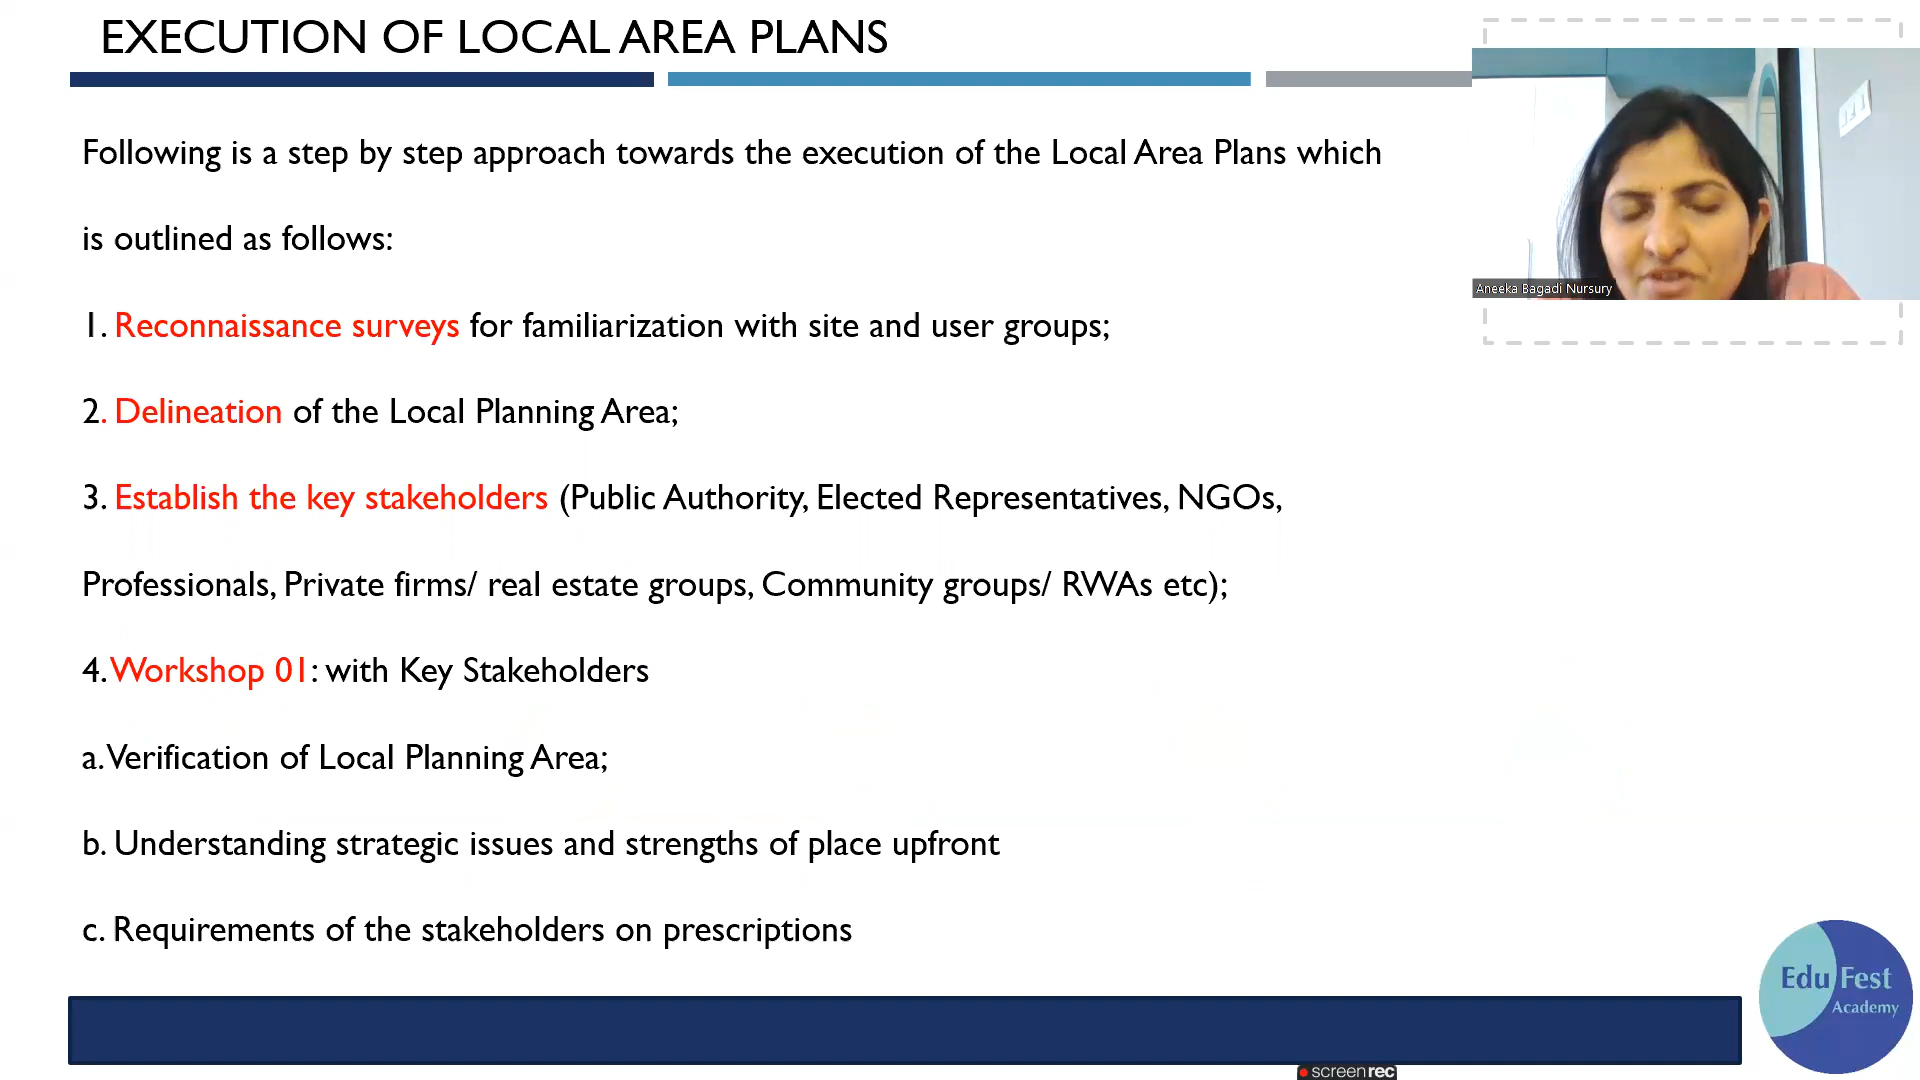 EXECUTION OF LOCAL AREA PLANS
Following is a step by step approach towards the execution of the Local Area Plans which
is outlined as follows:
1. Reconnaissance surveys for familiarization with site and user groups;
2. Delineation of the Local Planning Area;
3. Establish the key stakeholders (Public Authority, Elected Representatives, NGOs,
Professionals, Private firms/ real estate groups, Community groups/ RWAs etc);
4. Workshop 01: with Key Stakeholders
a. Verification of Local Planning Area;
b. Understanding strategic issues and strengths of place upfront
c. Requirements of the stakeholders on prescriptions
Aneeka Bagadi Nursury
Edu Fest
Academy
screenrec